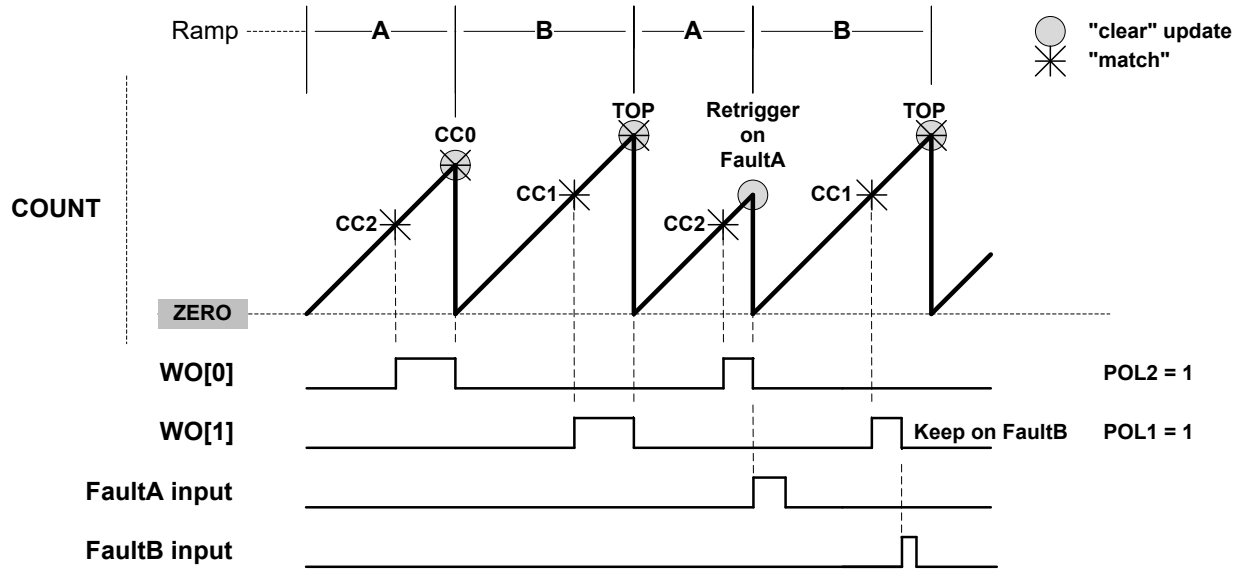 Ramp A B A B
"clear" update
"match"
CC0
TOP
Retrigger
on
FaultA
TOP
COUNT
CC2
CC1
CC2
CC1
ZERO
WO[0]
POL2 = 1
WO[1]
Keep on FaultB
POL1 = 1
FaultA input
FaultB input